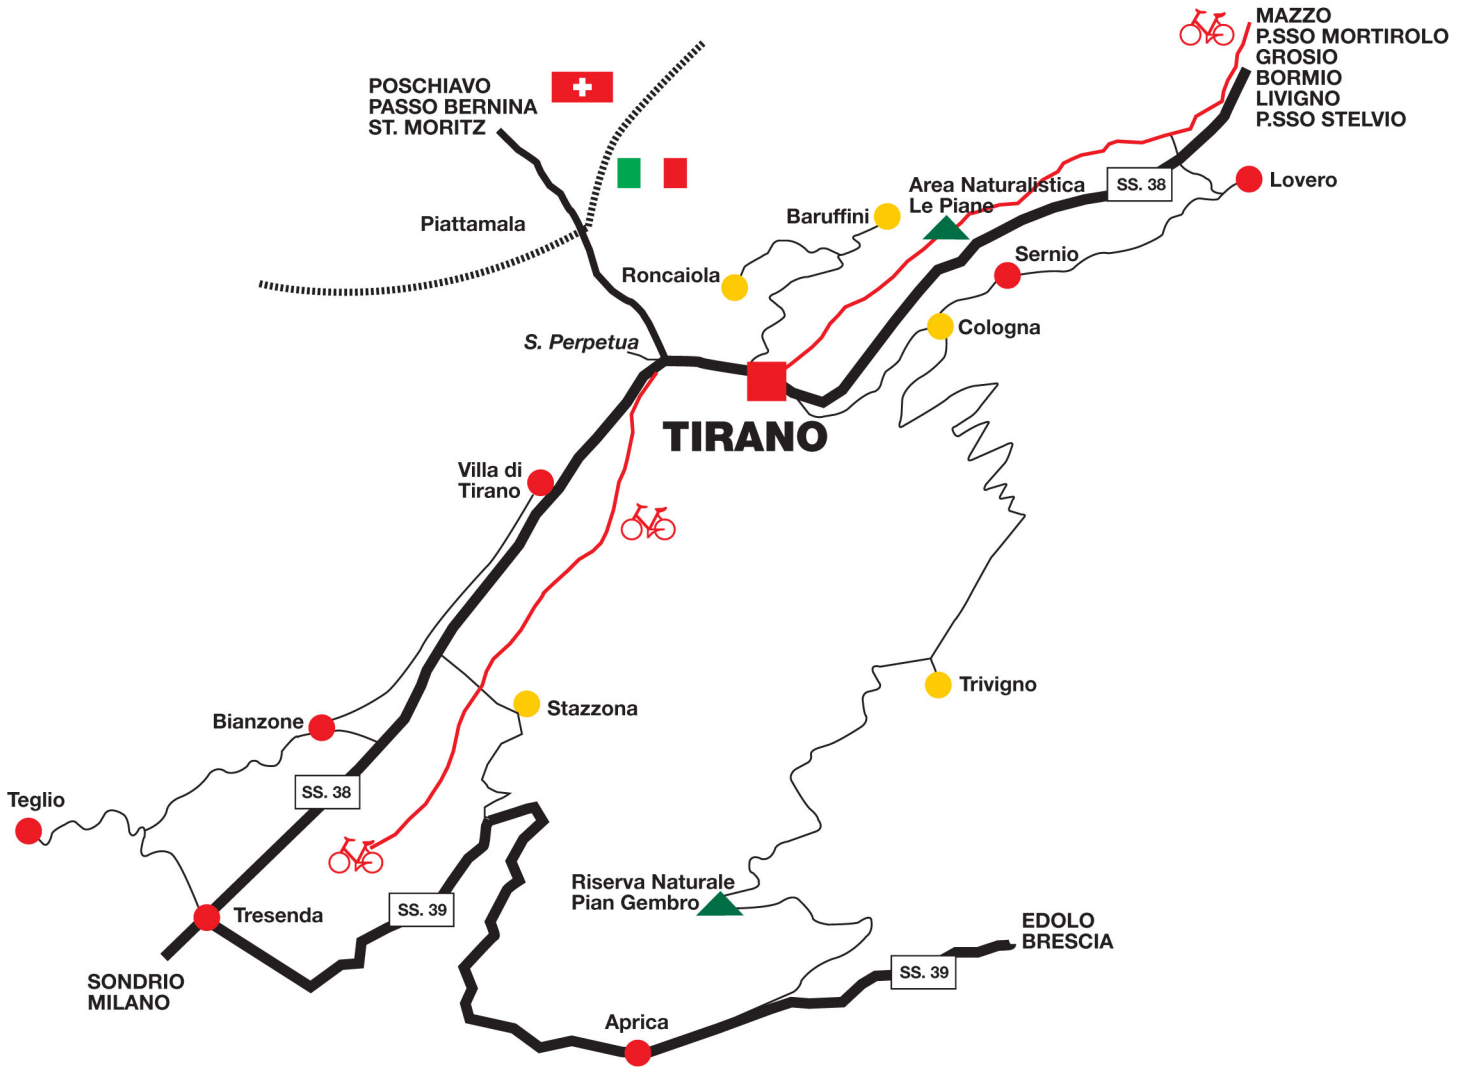 MAZZO
P.SSO MORTIROLO
GROSIO
BORMIO
LIVIGNO
P.SSO STELVIO
POSCHIAVO
PASSO BERNINA
ST. MORITZ
Piattamala
Area Naturalistica
Le Piane
SS. 38
Lovero
Baruffini
Roncaiola
Sernio
Cologna
S. Perpetua
TIRANO
Villa di
Tirano
Stazzona
Trivigno
Bianzone
SS. 38
Teglio
Riserva Naturale
Pian Gembro
SS. 39
Tresenda
EDOLO
BRESCIA
SS. 39
SONDRIO
MILANO
Aprica